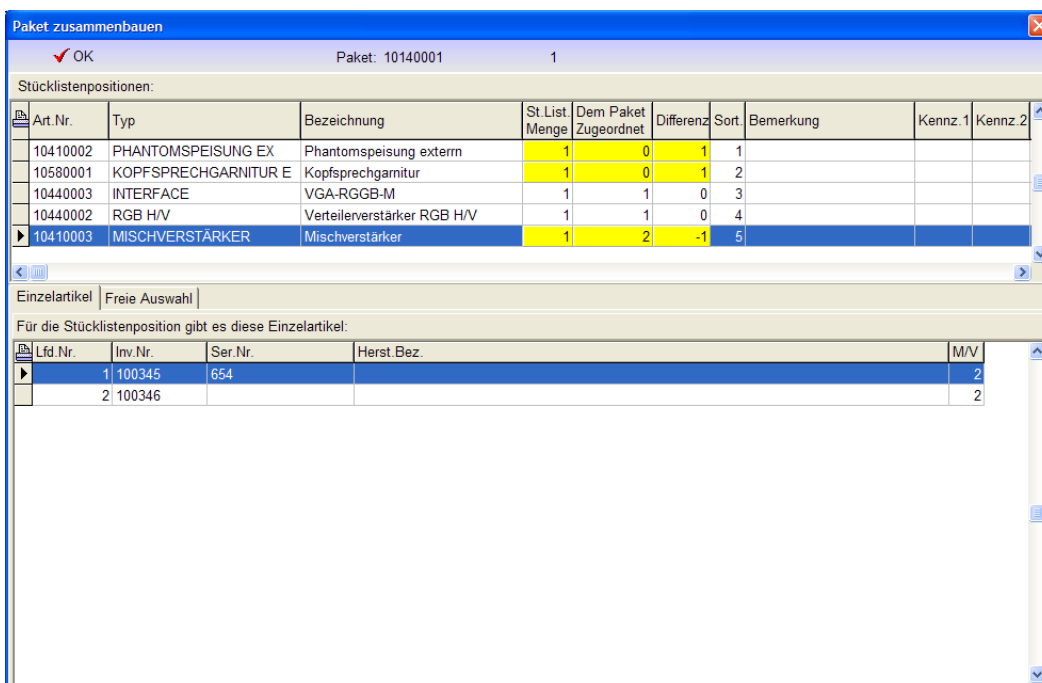 Paket zusammenbauen
OK Paket: 10140001 1
Stücklistenpositionen:
Art.Nr. Typ Bezeichnung St.List. Menge Dem Paket Zugeordnet Differenz Sort. Bemerkung Kennz.1 Kennz.2
10410002 PHANTOMSPEISUNG EX Phantomspeisung exterrn 1 0 1 1
10580001 KOPFSPRECHGARNITUR E Kopfsprechgarnitur 1 0 1 2
10440003 INTERFACE VGA-RGGB-M 1 1 0 3
10440002 RGB H/V Verteilerverstärker RGB H/V 1 1 0 4
10410003 MISCHVERSTÄRKER Mischverstärker 1 2 -1 5
Einzelartikel Freie Auswahl
Für die Stücklistenposition gibt es diese Einzelartikel:
Lfd.Nr. Inv.Nr. Ser.Nr. Herst.Bez. M/V
1 100345 654 2
2 100346 2